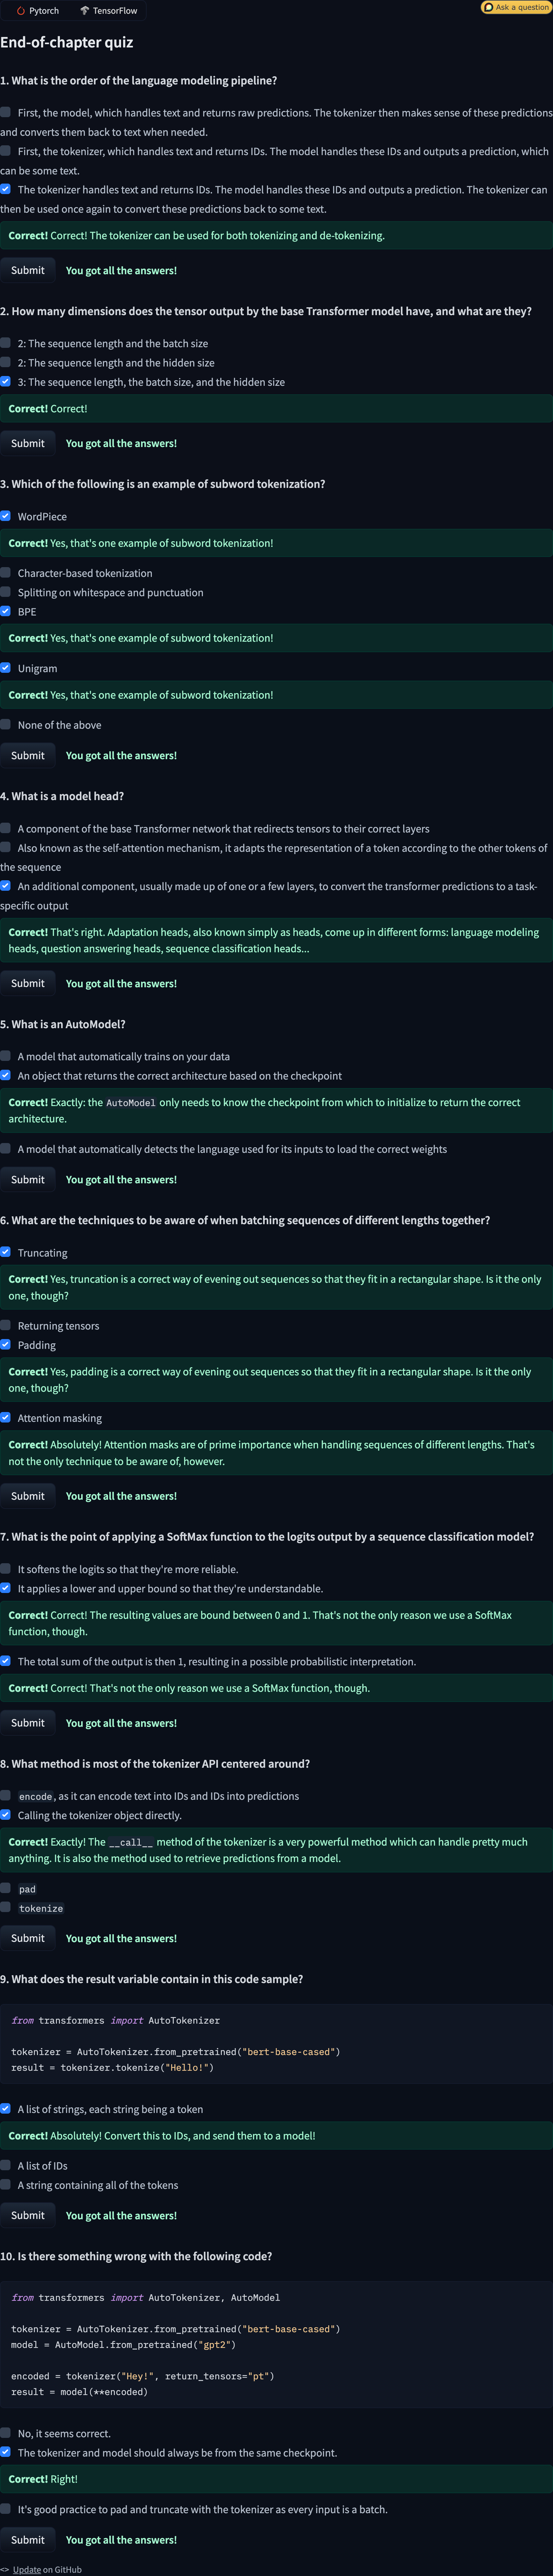 Pytorch TensorFlow
Ask a question
End-of-chapter quiz
1. What is the order of the language modeling pipeline?
First, the model, which handles text and returns raw predictions. The tokenizer then makes sense of these predictions
and converts them back to text when needed.
First, the tokenizer, which handles text and returns IDs. The model handles these IDs and outputs a prediction, which
can be some text.
The tokenizer handles text and returns IDs. The model handles these IDs and outputs a prediction. The tokenizer can
then be used once again to convert these predictions back to some text.
Correct! Correct! The tokenizer can be used for both tokenizing and de-tokenizing.
Submit You got all the answers!
2. How many dimensions does the tensor output by the base Transformer model have, and what are they?
2: The sequence length and the batch size
2: The sequence length and the hidden size
3: The sequence length, the batch size, and the hidden size
Correct! Correct!
Submit You got all the answers!
3. Which of the following is an example of subword tokenization?
WordPiece
Correct! Yes, that's one example of subword tokenization!
Character-based tokenization
Splitting on whitespace and punctuation
BPE
Correct! Yes, that's one example of subword tokenization!
Unigram
Correct! Yes, that's one example of subword tokenization!
None of the above
Submit You got all the answers!
4. What is a model head?
A component of the base Transformer network that redirects tensors to their correct layers
Also known as the self-attention mechanism, it adapts the representation of a token according to the other tokens of
the sequence
An additional component, usually made up of one or a few layers, to convert the transformer predictions to a task-
specific output
Correct! That's right. Adaptation heads, also known simply as heads, come up in different forms: language modeling
heads, question answering heads, sequence classification heads...
Submit You got all the answers!
5. What is an AutoModel?
A model that automatically trains on your data
An object that returns the correct architecture based on the checkpoint
Correct! Exactly: the AutoModel only needs to know the checkpoint from which to initialize to return the correct
architecture.
A model that automatically detects the language used for its inputs to load the correct weights
Submit You got all the answers!
6. What are the techniques to be aware of when batching sequences of different lengths together?
Truncating
Correct! Yes, truncation is a correct way of evening out sequences so that they fit in a rectangular shape. Is it the only
one, though?
Returning tensors
Padding
Correct! Yes, padding is a correct way of evening out sequences so that they fit in a rectangular shape. Is it the only
one, though?
Attention masking
Correct! Absolutely! Attention masks are of prime importance when handling sequences of different lengths. That's
not the only technique to be aware of, however.
Submit You got all the answers!
7. What is the point of applying a SoftMax function to the logits output by a sequence classification model?
It softens the logits so that they're more reliable.
It applies a lower and upper bound so that they're understandable.
Correct! Correct! The resulting values are bound between 0 and 1. That's not the only reason we use a SoftMax
function, though.
The total sum of the output is then 1, resulting in a possible probabilistic interpretation.
Correct! Correct! That's not the only reason we use a SoftMax function, though.
Submit You got all the answers!
8. What method is most of the tokenizer API centered around?
encode, as it can encode text into IDs and IDs into predictions
Calling the tokenizer object directly.
Correct! Exactly! The __call__ method of the tokenizer is a very powerful method which can handle pretty much
anything. It is also the method used to retrieve predictions from a model.
pad
tokenize
Submit You got all the answers!
9. What does the result variable contain in this code sample?
from transformers import AutoTokenizer
tokenizer = AutoTokenizer.from_pretrained("bert-base-cased")
result = tokenizer.tokenize("Hello!")
A list of strings, each string being a token
Correct! Absolutely! Convert this to IDs, and send them to a model!
A list of IDs
A string containing all of the tokens
Submit You got all the answers!
10. Is there something wrong with the following code?
from transformers import AutoTokenizer, AutoModel
tokenizer = AutoTokenizer.from_pretrained("bert-base-cased")
model = AutoModel.from_pretrained("gpt2")
encoded = tokenizer("Hey!", return_tensors="pt")
result = model(**encoded)
No, it seems correct.
The tokenizer and model should always be from the same checkpoint.
Correct! Right!
It's good practice to pad and truncate with the tokenizer as every input is a batch.
Submit You got all the answers!
<> Update on GitHub